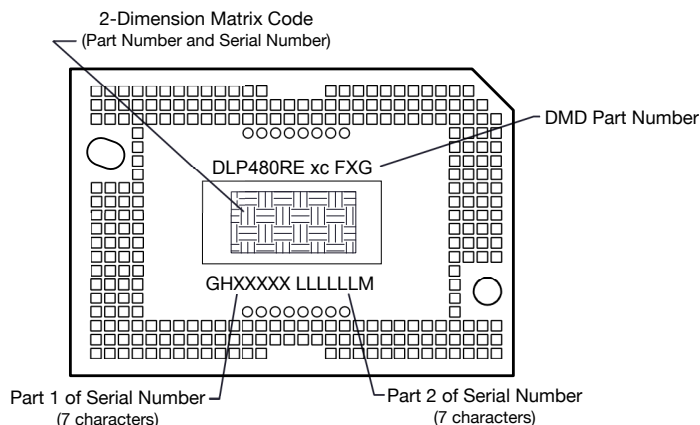 2-Dimension Matrix Code
(Part Number and Serial Number)
DMD Part Number
DLP480RE xc FXG
GHXXXXX LLLLLLM
Part 1 of Serial Number
(7 characters)
Part 2 of Serial Number
(7 characters)